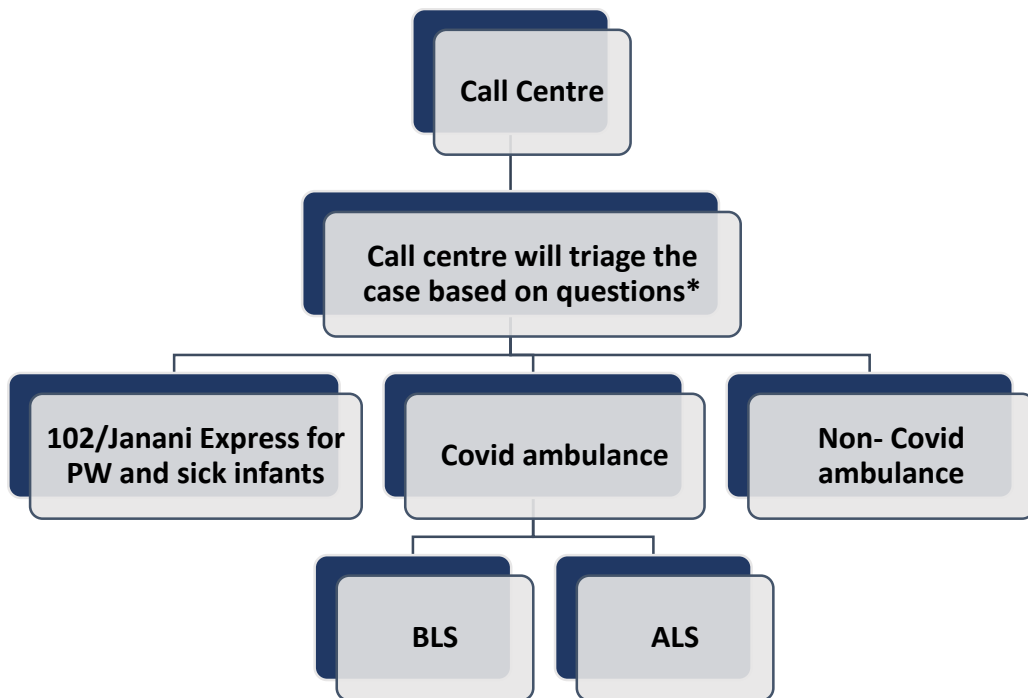 Call Centre
Call centre will triage the
case based on questions*
102/Janani Express for
PW and sick infants
Covid ambulance
Non- Covid
ambulance
BLS
ALS